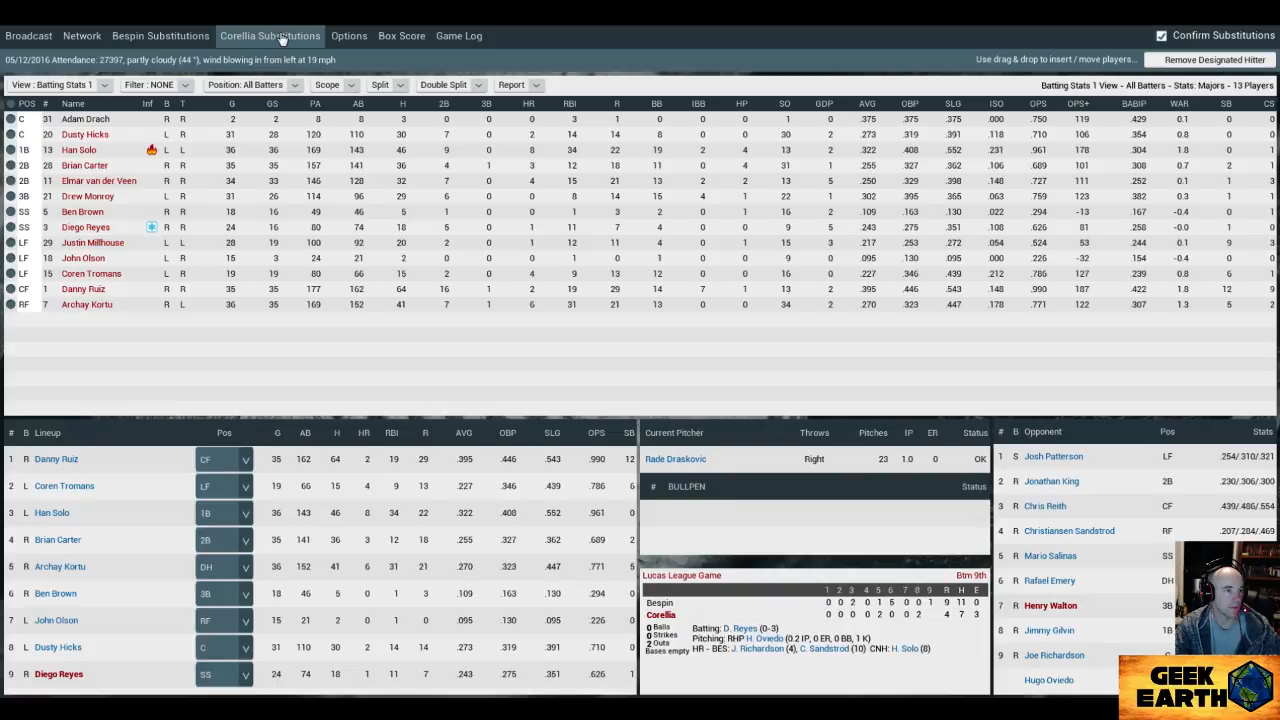 Broadcast Network Bespin Substitutions Corellia Substitutions Options Box Score Game Log Confirm Substitutions
05/12/2016 Attendance: 27397, partly cloudy (44 °), wind blowing in from left at 19 mph Use drag & drop to insert / move players... Remove Designated Hitter
View : Batting Stats 1 Filter : NONE Position: All Batters Scope Split Double Split Report Batting Stats 1 View - All Batters - Stats: Majors - 13 Players
POS # Name Inf B T G GS PA AB H 2B 3B HR RBI R BB IBB HP SO GDP AVG OBP SLG ISO OPS OPS+ BABIP WAR SB CS
C 31 Adam Drach R R 2 2 8 8 3 0 0 0 3 1 0 0 0 1 0 .375 .375 .375 .000 .750 119 .429 0.1 0 0
C 20 Dusty Hicks L R 31 28 120 110 30 7 0 2 14 14 8 0 0 30 2 .273 .319 .391 .118 .710 106 .354 0.8 0 0
1B 13 Han Solo L L 36 36 169 143 46 9 0 8 34 22 19 2 4 13 2 .322 .408 .552 .231 .961 178 .304 1.8 0 1
2B 28 Brian Carter R R 35 35 157 141 36 4 1 3 12 18 11 0 4 31 1 .255 .327 .362 .106 .689 101 .308 0.7 2 1
2B 11 Elmar van der Veen R R 34 33 146 128 32 7 0 4 15 21 13 2 2 13 5 .250 .329 .398 .148 .727 111 .252 0.1 1 3
3B 21 Drew Monroy L R 31 26 114 96 29 6 0 0 8 14 15 4 1 22 1 .302 .395 .365 .063 .759 123 .382 0.3 1 1
SS 5 Ben Brown R R 18 16 49 46 5 1 0 0 1 3 2 0 0 16 2 .109 .163 .130 .022 .294 -13 .167 -0.4 0 0
SS 3 Diego Reyes R R 24 16 80 74 18 5 0 1 11 7 4 0 0 9 5 .243 .275 .351 .108 .626 81 .258 -0.0 1 0
LF 29 Justin Millhouse L L 28 19 100 92 20 2 0 1 12 11 4 0 1 15 3 .217 .253 .272 .054 .524 53 .244 0.1 9 3
LF 18 John Olson L R 15 3 24 21 2 0 0 0 1 0 1 0 0 9 0 .095 .130 .095 .000 .226 -32 .154 -0.4 0 0
LF 15 Coren Tromans L R 19 19 80 66 15 2 0 4 9 13 12 0 0 16 0 .227 .346 .439 .212 .786 127 .239 0.8 6 1
CF 1 Danny Ruiz R R 35 35 177 162 64 16 1 2 19 29 14 7 1 13 2 .395 .446 .543 .148 .990 187 .422 1.8 12 9
RF 7 Archay Kortu R L 36 35 169 152 41 7 1 6 31 21 13 0 0 34 2 .270 .323 .447 .178 .771 122 .307 1.3 5 2
# B Lineup Pos G AB H HR RBI R AVG OBP SLG OPS SB
1 R Danny Ruiz CF V 35 162 64 2 19 29 .395 .446 .543 .990 12
2 L Coren Tromans LF V 19 66 15 4 9 13 .227 .346 .439 .786 6
3 L Han Solo 1B V 36 143 46 8 34 22 .322 .408 .552 .961 0
4 R Brian Carter 2B V 35 141 36 3 12 18 .255 .327 .362 .689 2
5 R Archay Kortu DH V 36 152 41 6 31 21 .270 .323 .447 .771 5
6 R Ben Brown 3B V 18 46 5 0 1 3 .109 .163 .130 .294 0
7 L John Olson RF V 15 21 2 0 1 0 .095 .130 .095 .226 0
8 L Dusty Hicks C V 31 110 30 2 14 14 .273 .319 .391 .710 0
9 R Diego Reyes SS V 24 74 18 1 11 7 .243 .275 .351 .626 1
Current Pitcher Throws Pitches IP ER Status
Rade Draskovic Right 23 1.0 0 OK
# BULLPEN Status
Lucas League Game Btm 9th
1 2 3 4 5 6 7 8 9 R H E
Bespin 0 0 2 0 1 5 0 0 1 9 11 0
Corellia 0 0 0 0 2 0 0 2 4 7 3
0 Balls
0 Strikes
2 Outs
Bases empty
Batting: D. Reyes (0-3)
Pitching: RHP H. Oviedo (0.2 IP, 0 ER, 0 BB, 1 K)
HR - BES: J. Richardson (4), C. Sandstrod (10) CNH: H. Solo (8)
# B Opponent Pos Stats
1 S Josh Patterson LF .254/.310/.321
2 R Jonathan King 2B .230/.306/.300
3 R Chris Reith CF .439/.486/.554
4 R Christiansen Sandstrod RF .207/.284/.469
5 R Mario Salinas SS
6 R Rafael Emery DH
7 R Henry Walton 3B
8 R Jimmy Gilvin 1B
9 R Joe Richardson
Hugo Oviedo
GEEK
EARTH